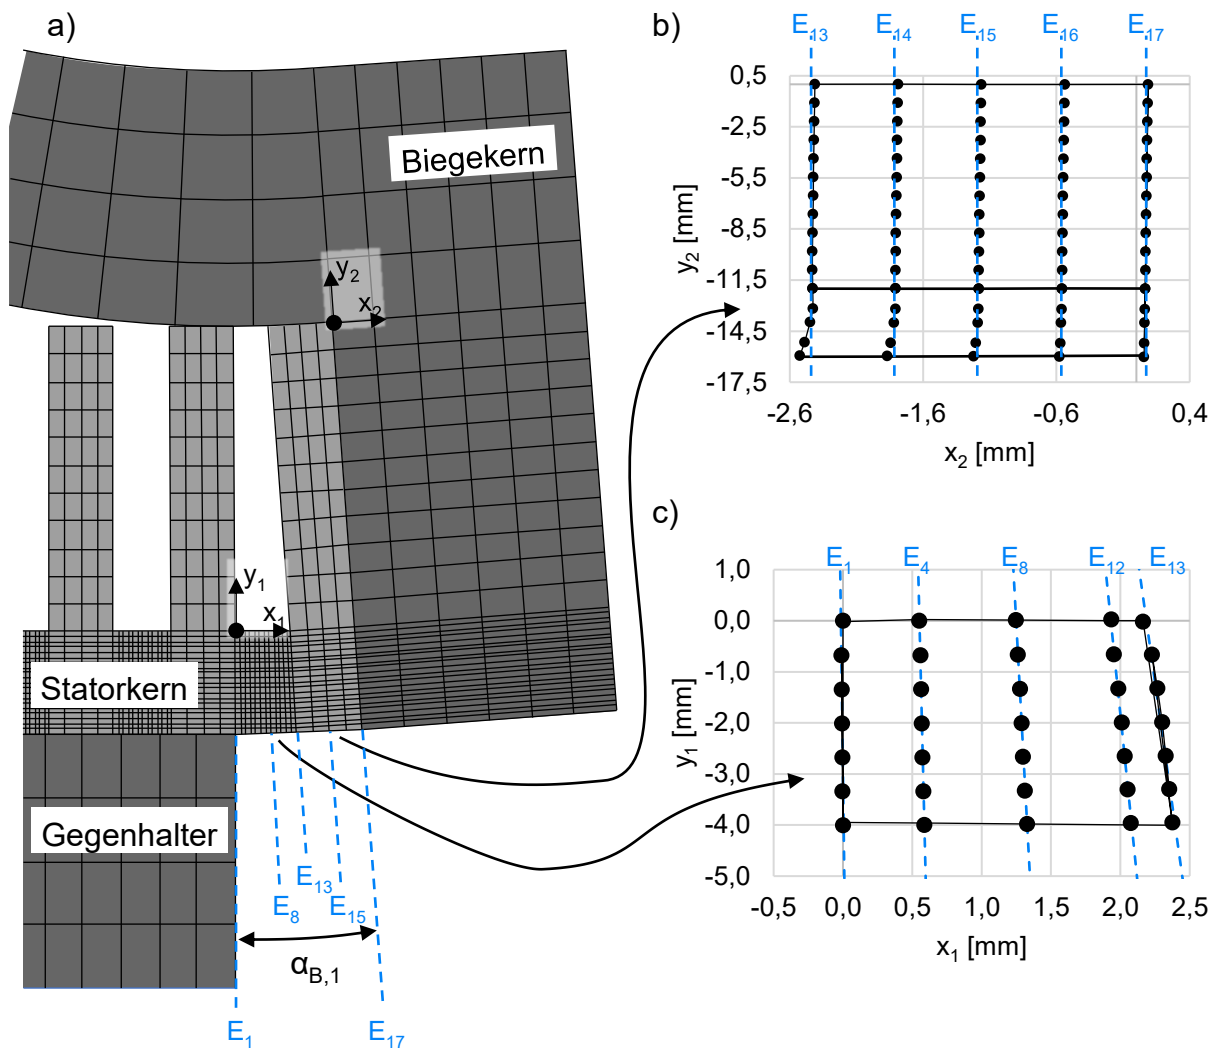 a)
Biegekern
y₂
x₂
y₁
x₁
Statorkern
Gegenhalter
E₁₃
E₈
E₁₅
α_B,1
E₁
E₁₇
b)
E₁₃ E₁₄ E₁₅ E₁₆ E₁₇
0,5
-2,5
-5,5
-8,5
-11,5
-14,5
-17,5
y₂ [mm]
-2,6 -1,6 -0,6 0,4
x₂ [mm]
c)
E₁ E₄ E₈ E₁₂ E₁₃
1,0
0,0
-1,0
-2,0
-3,0
-4,0
-5,0
y₁ [mm]
-0,5 0,0 0,5 1,0 1,5 2,0 2,5
x₁ [mm]